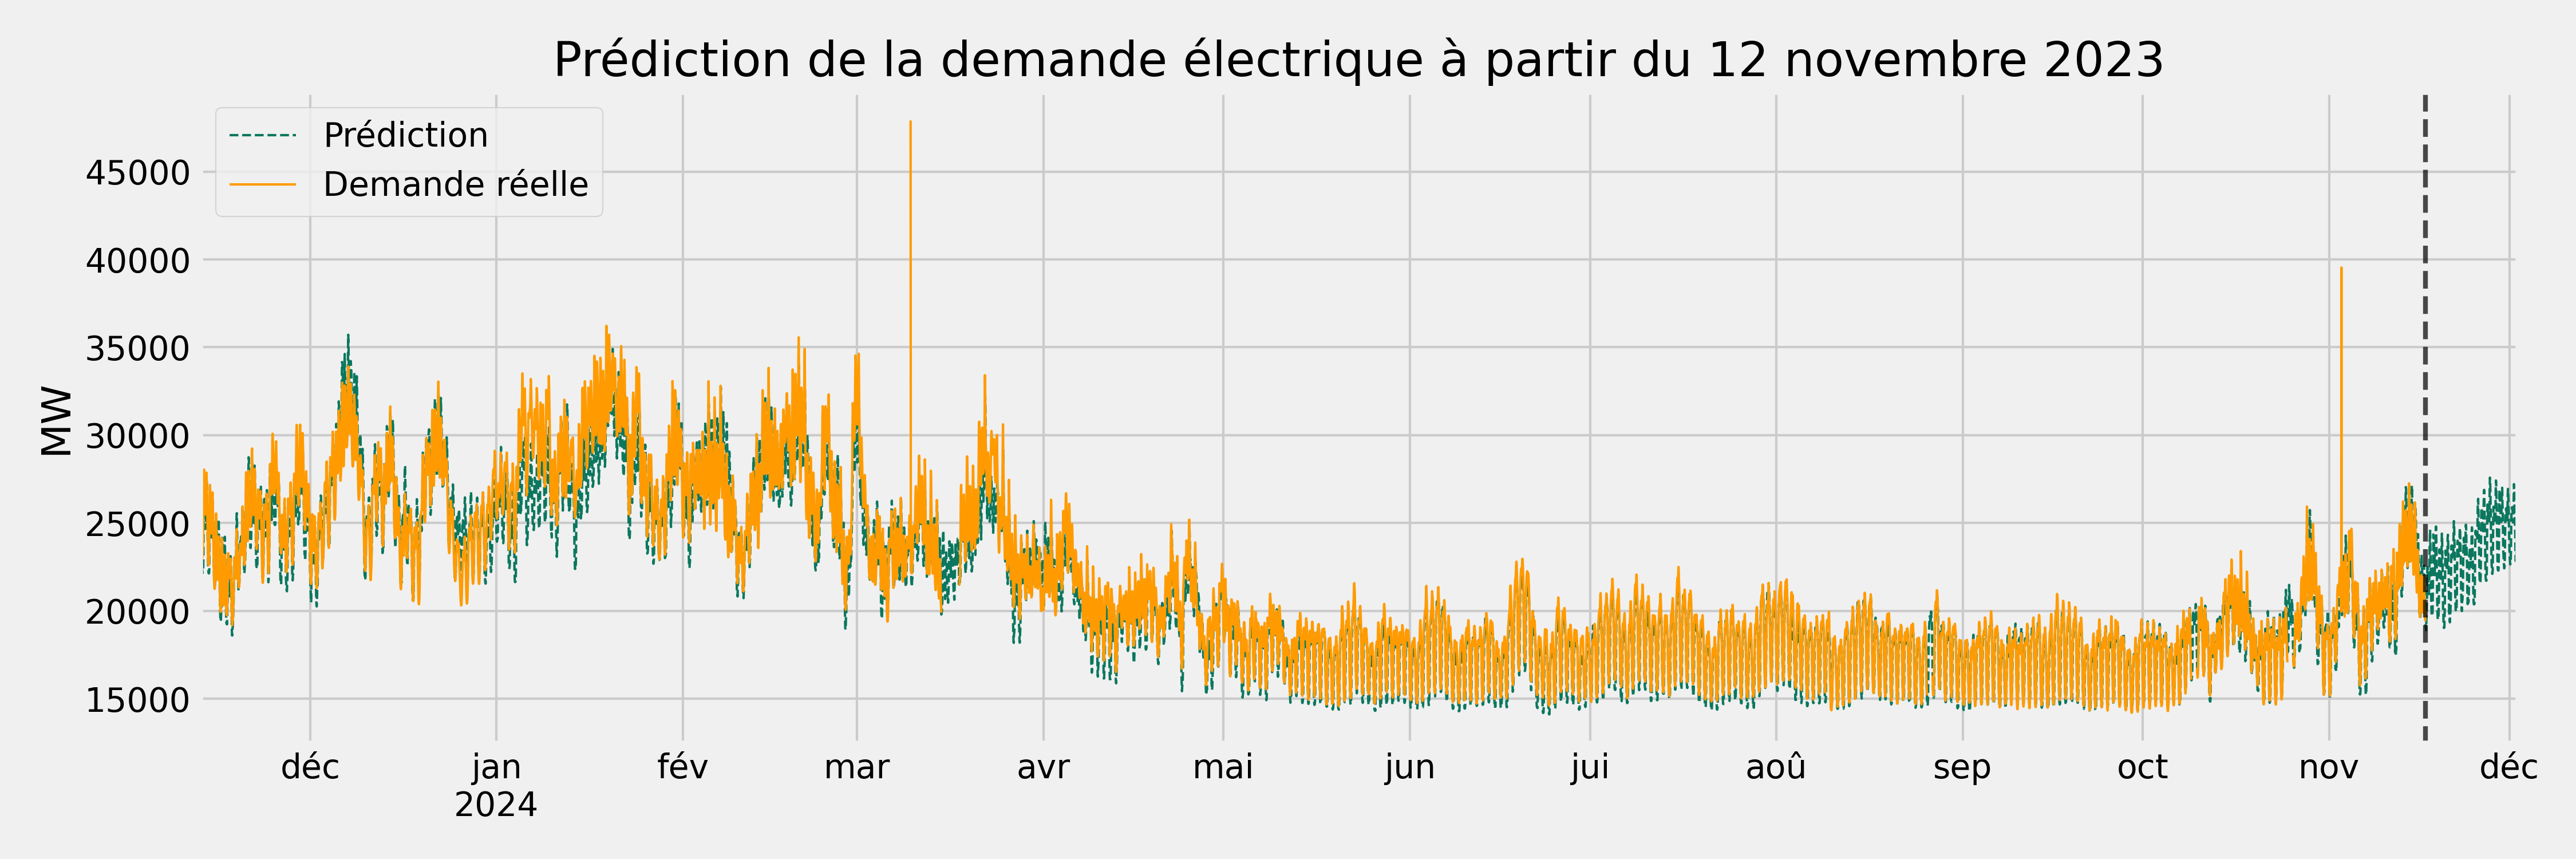 Prédiction de la demande électrique à partir du 12 novembre 2023
Prédiction
Demande réelle
45000
40000
35000
30000
25000
20000
15000
MW
déc jan fév mar avr mai jun jui aoû sep oct nov déc
2024